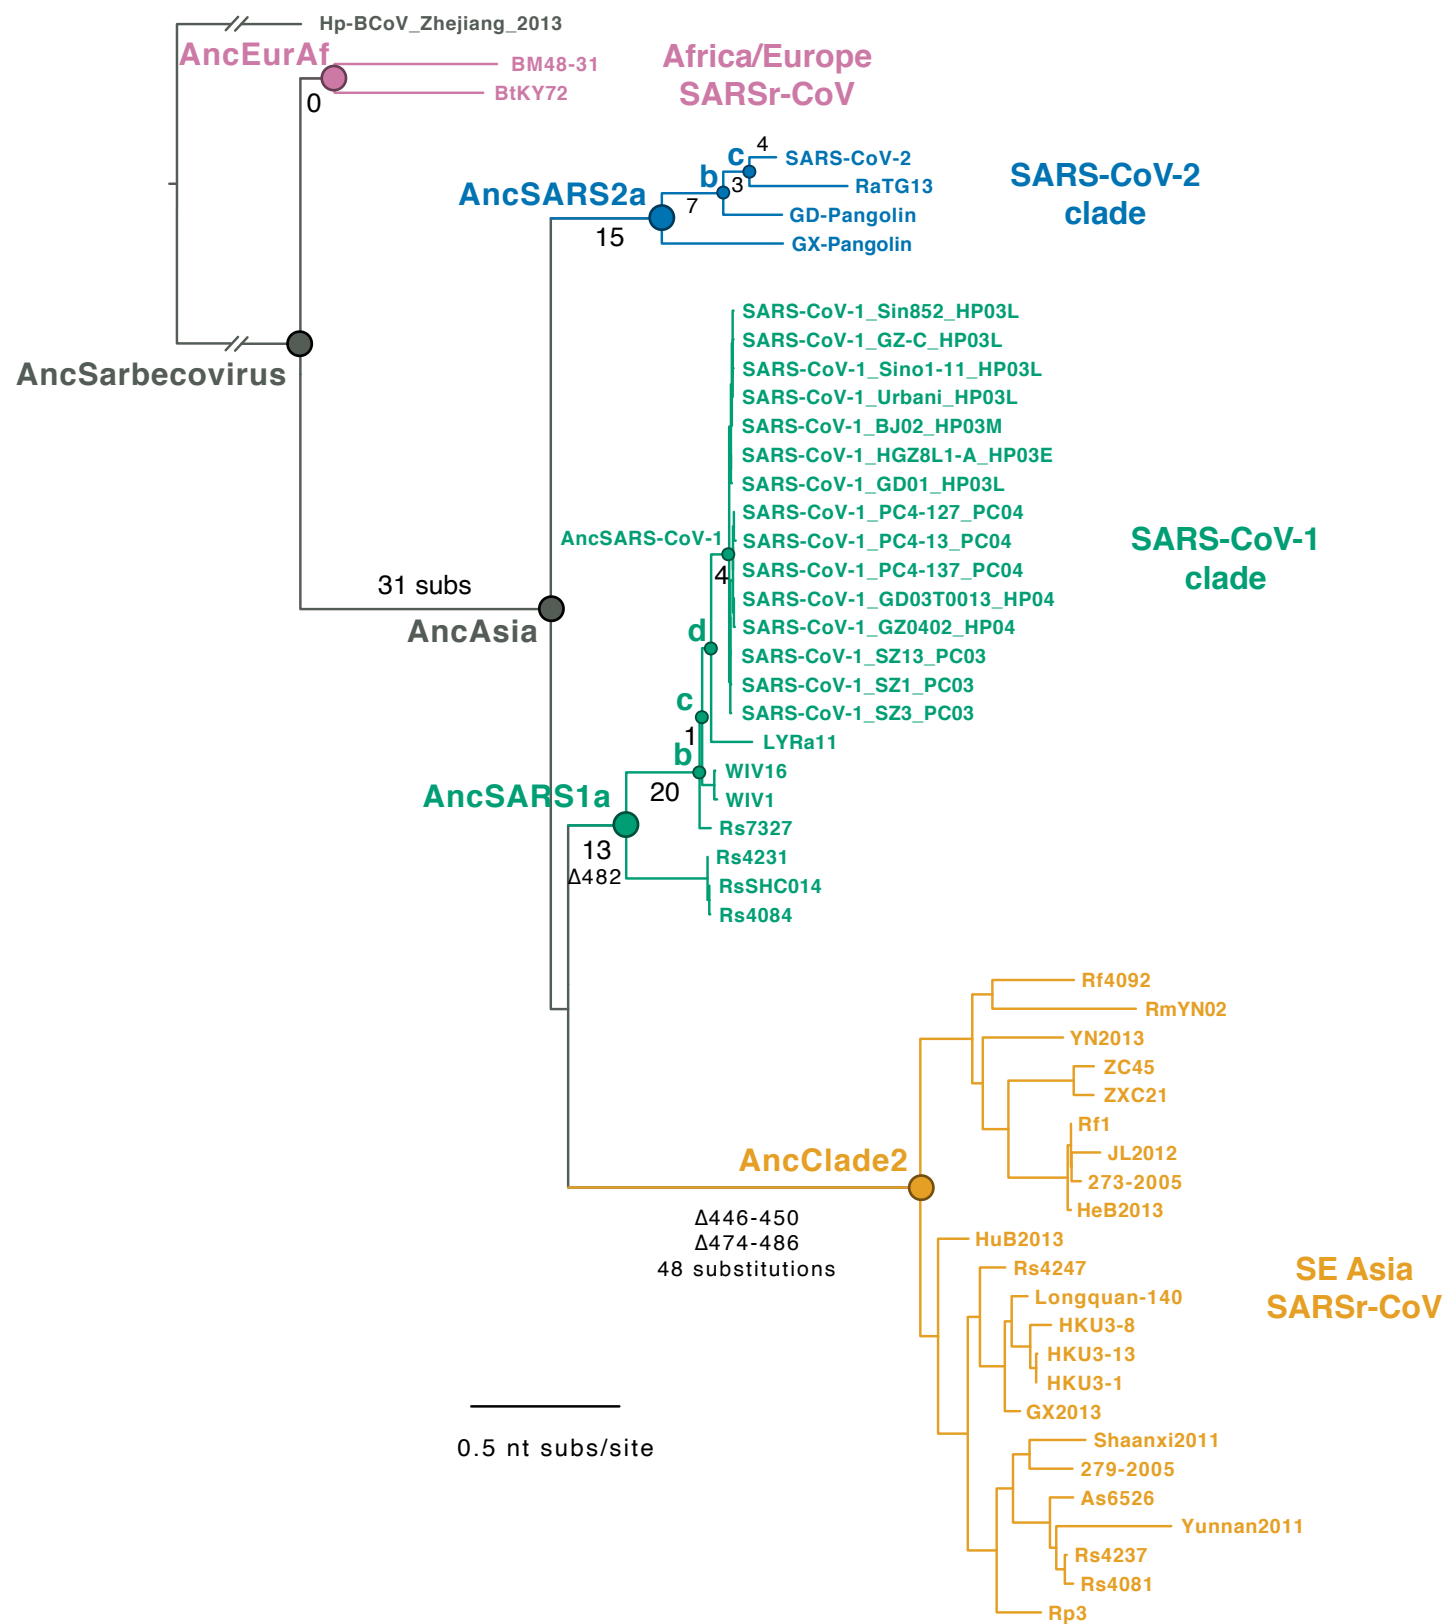 Hp-BCoV_Zhejiang_2013
AncEurAf
BM48-31
BtKY72
0
Africa/Europe
SARSr-CoV
4
c
SARS-CoV-2
b
3
RaTG13
AncSARS2a
7
GD-Pangolin
15
GX-Pangolin
SARS-CoV-2
clade
SARS-CoV-1_Sin852_HP03L
SARS-CoV-1_GZ-C_HP03L
AncSarbecovirus
SARS-CoV-1_Sino1-11_HP03L
SARS-CoV-1_Urbani_HP03L
SARS-CoV-1_BJ02_HP03M
SARS-CoV-1_HGZ8L1-A_HP03E
SARS-CoV-1_GD01_HP03L
SARS-CoV-1_PC4-127_PC04
AncSARS-CoV-1
SARS-CoV-1_PC4-13_PC04
4
SARS-CoV-1_PC4-137_PC04
SARS-CoV-1
clade
31 subs
AncAsia
SARS-CoV-1_GD03T0013_HP04
SARS-CoV-1_GZ0402_HP04
d
SARS-CoV-1_SZ13_PC03
SARS-CoV-1_SZ1_PC03
c
SARS-CoV-1_SZ3_PC03
1
LYRa11
b
WIV16
20
AncSARS1a
WIV1
Rs7327
13
Δ482
Rs4231
RsSHC014
Rs4084
Rf4092
RmYN02
YN2013
ZC45
ZXC21
Rf1
JL2012
AncClade2
273-2005
HeB2013
Δ446-450
Δ474-486
48 substitutions
HuB2013
Rs4247
SE Asia
SARSr-CoV
Longquan-140
HKU3-8
HKU3-13
HKU3-1
GX2013
0.5 nt subs/site
Shaanxi2011
279-2005
As6526
Yunnan2011
Rs4237
Rs4081
Rp3